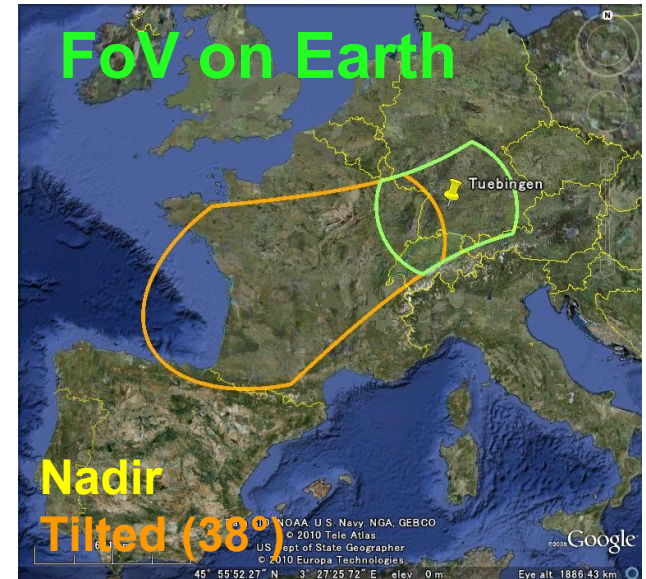 FoV on Earth
N
Tuebingen
Nadir
Tilted (38°)
NOAA, U.S. Navy, NGA, GEBCO
© 2010 Tele Atlas
US Dept of State Geographer
© 2010 Europa Technologies
©2009 Google
45° 55'52.27" N 3° 27'25.72" E elev 0 m Eye alt 1886.43 km